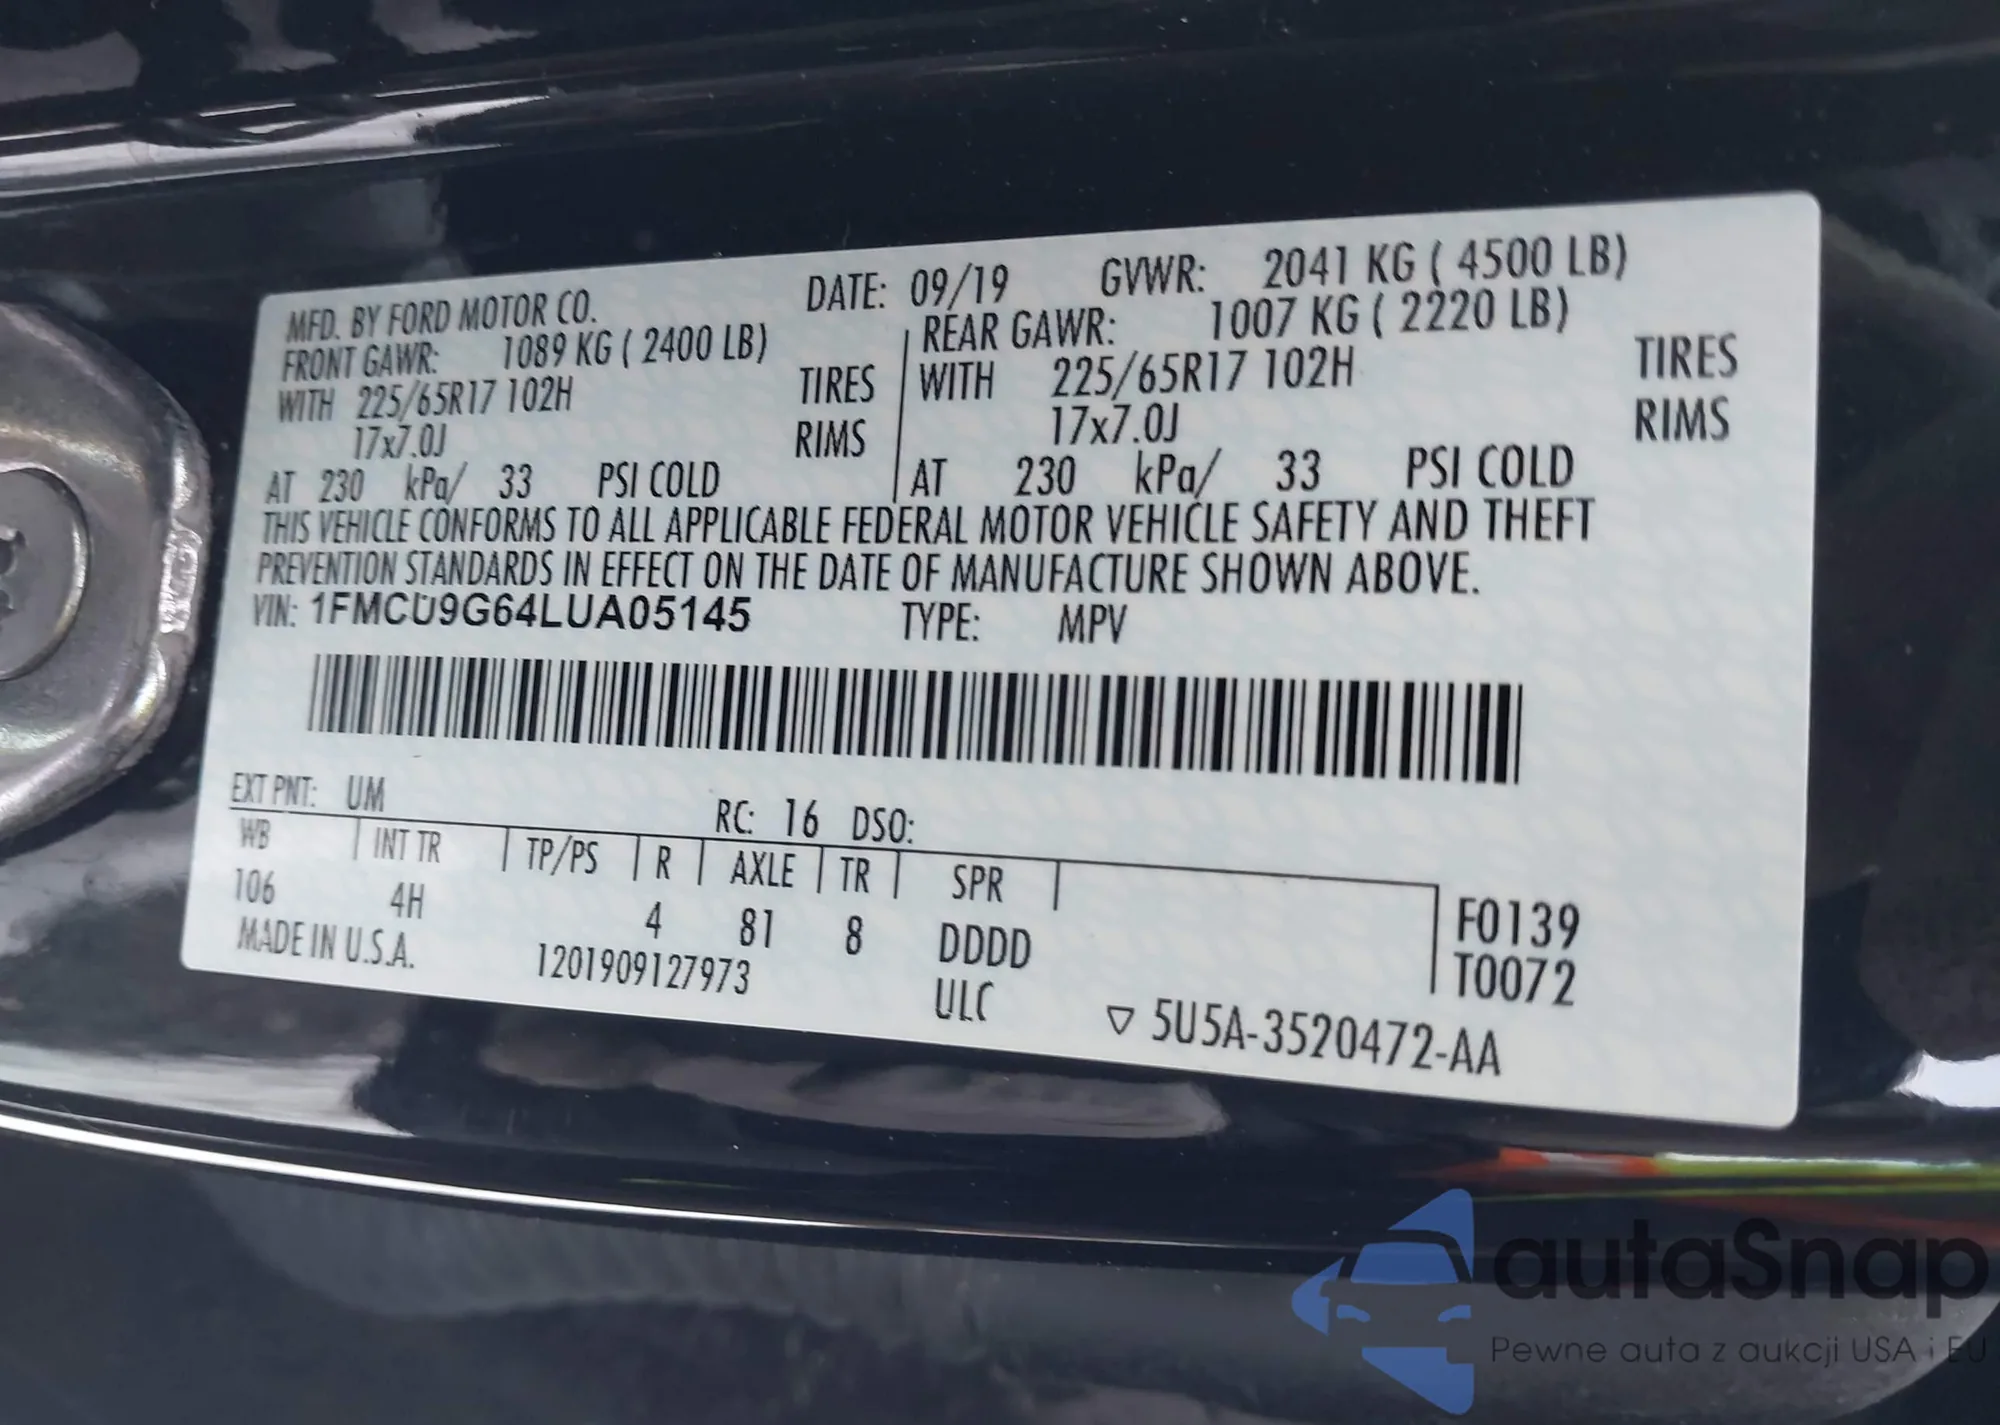 MFD. BY FORD MOTOR CO. DATE: 09/19 GVWR: 2041 KG ( 4500 LB)
FRONT GAWR: 1089 KG ( 2400 LB) REAR GAWR: 1007 KG ( 2220 LB)
WITH 225/65R17 102H TIRES WITH 225/65R17 102H TIRES
17x7.0J RIMS 17x7.0J RIMS
AT 230 kPa/ 33 PSI COLD AT 230 kPa/ 33 PSI COLD
THIS VEHICLE CONFORMS TO ALL APPLICABLE FEDERAL MOTOR VEHICLE SAFETY AND THEFT
PREVENTION STANDARDS IN EFFECT ON THE DATE OF MANUFACTURE SHOWN ABOVE.
VIN: 1FMCU9G64LUA05145 TYPE: MPV
EXT PNT: UM RC: 16 DSO:
WB INT TR TP/PS R AXLE TR SPR
106 4H 4 81 8 DDDD F0139
MADE IN U.S.A. 1201909127973 ULC T0072
▽ 5U5A-3520472-AA
autaSnap
Pewne auta z aukcji USA i EU